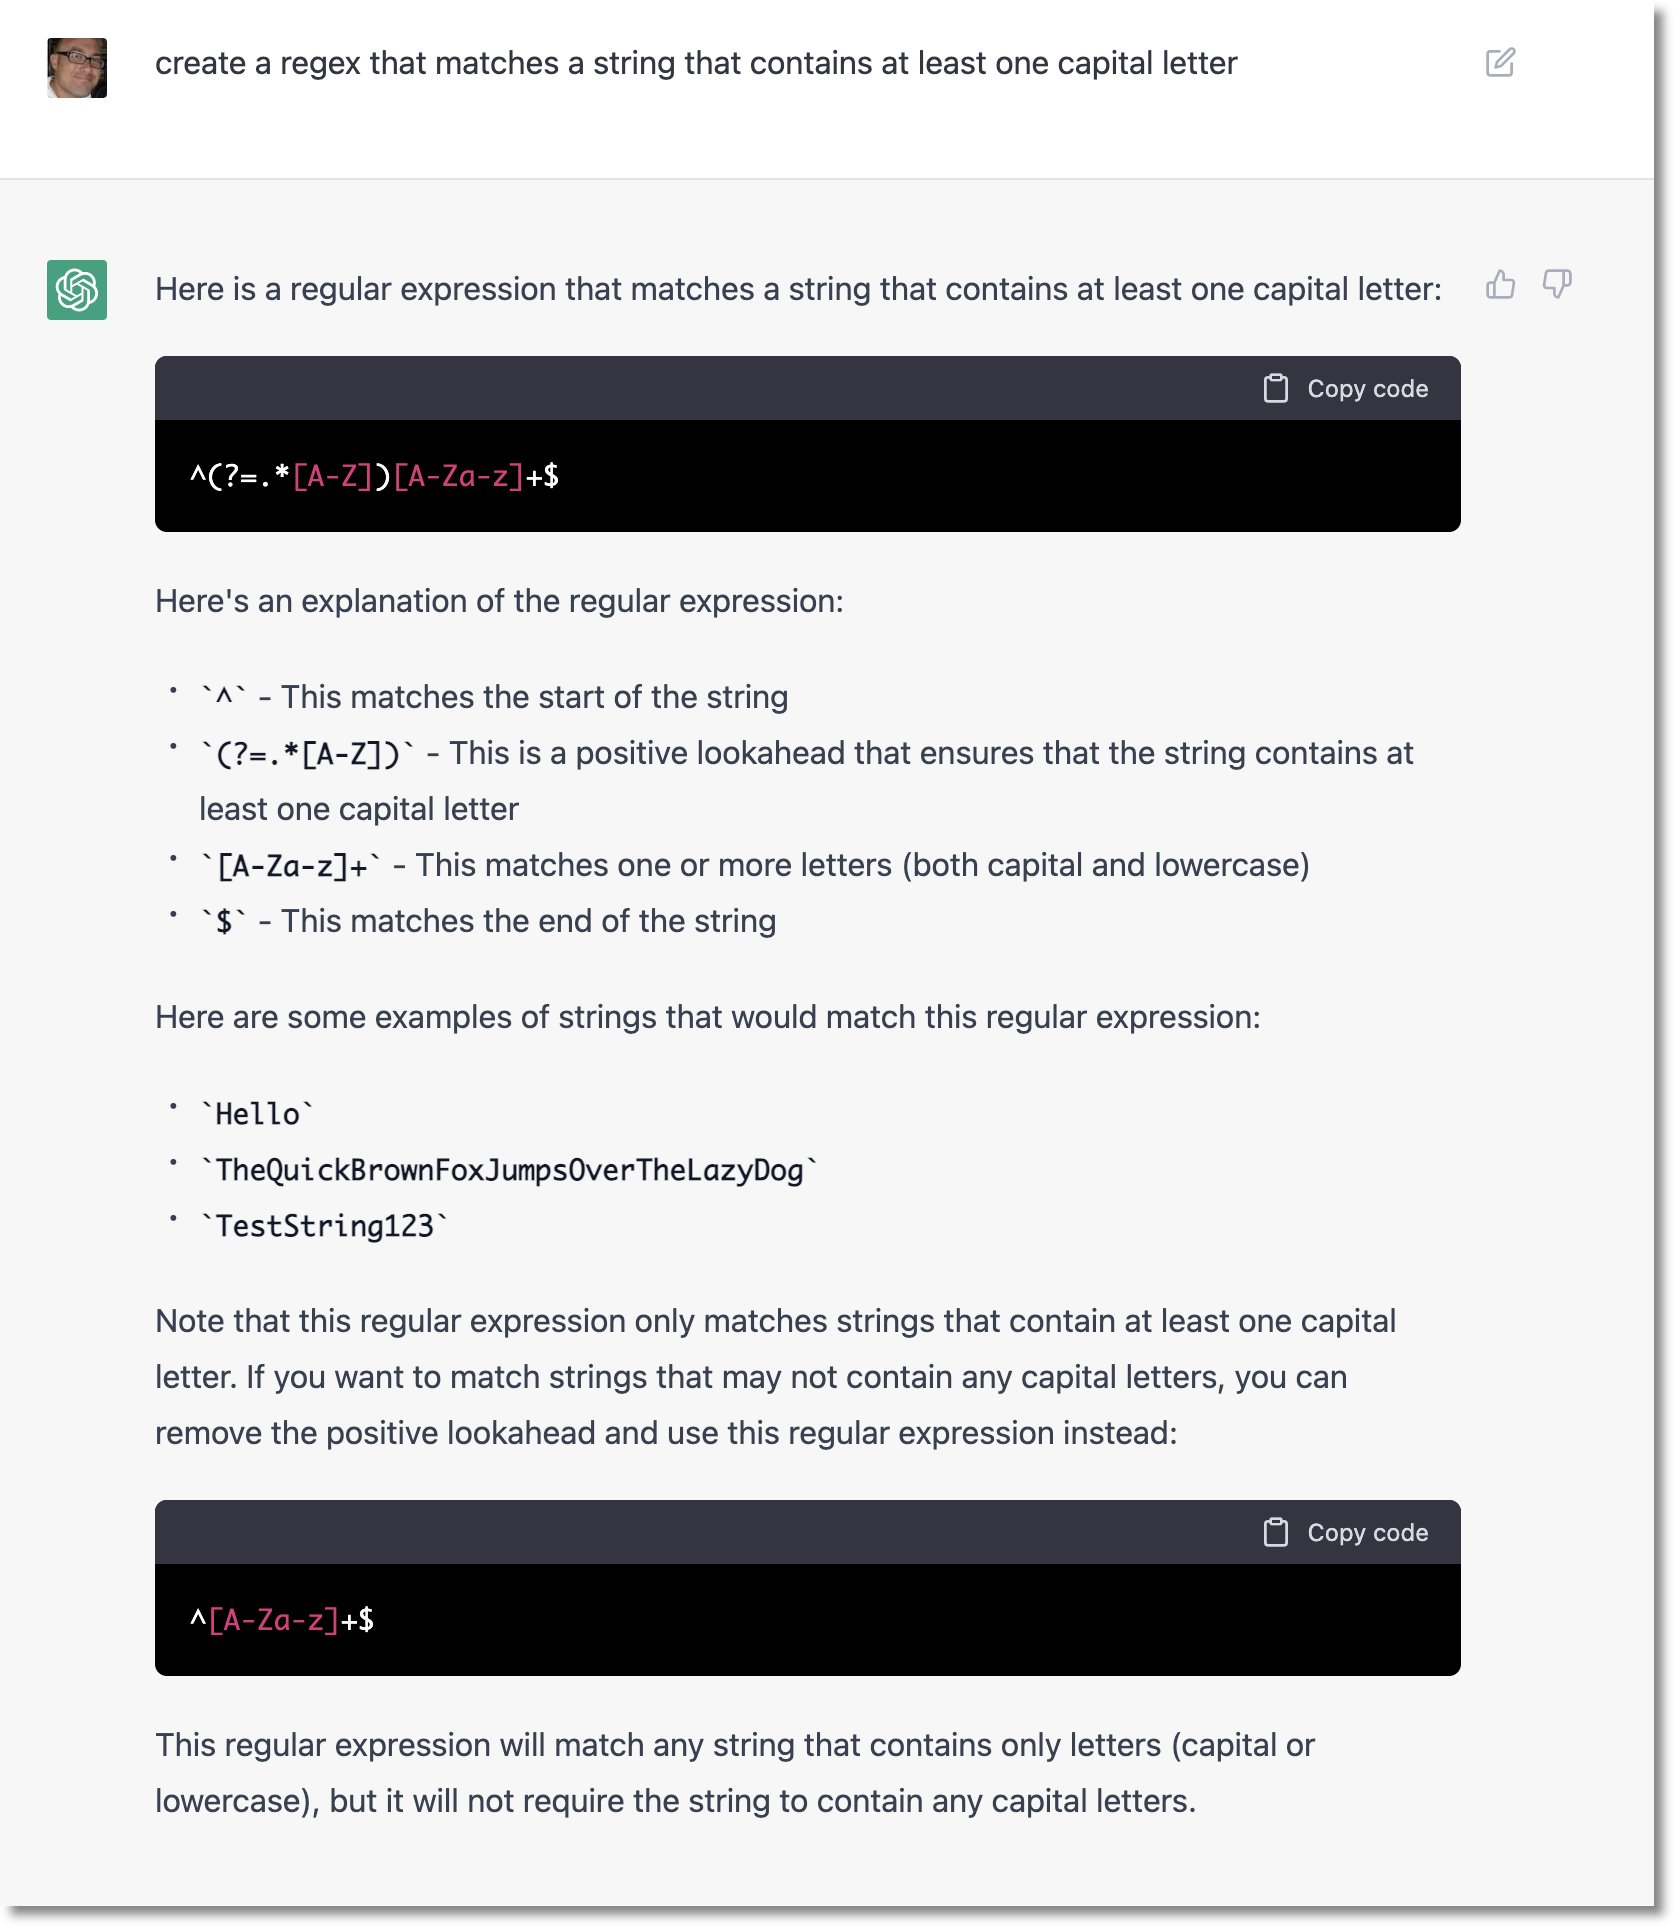 create a regex that matches a string that contains at least one capital letter
Here is a regular expression that matches a string that contains at least one capital letter:
Copy code
^(?=.*[A-Z])[A-Za-z]+$
Here's an explanation of the regular expression:
• `^` - This matches the start of the string
• `(?=.*[A-Z])` - This is a positive lookahead that ensures that the string contains at
least one capital letter
• `[A-Za-z]+` - This matches one or more letters (both capital and lowercase)
• `$` - This matches the end of the string
Here are some examples of strings that would match this regular expression:
• `Hello`
• `TheQuickBrownFoxJumpsOverTheLazyDog`
• `TestString123`
Note that this regular expression only matches strings that contain at least one capital
letter. If you want to match strings that may not contain any capital letters, you can
remove the positive lookahead and use this regular expression instead:
Copy code
^[A-Za-z]+$
This regular expression will match any string that contains only letters (capital or
lowercase), but it will not require the string to contain any capital letters.